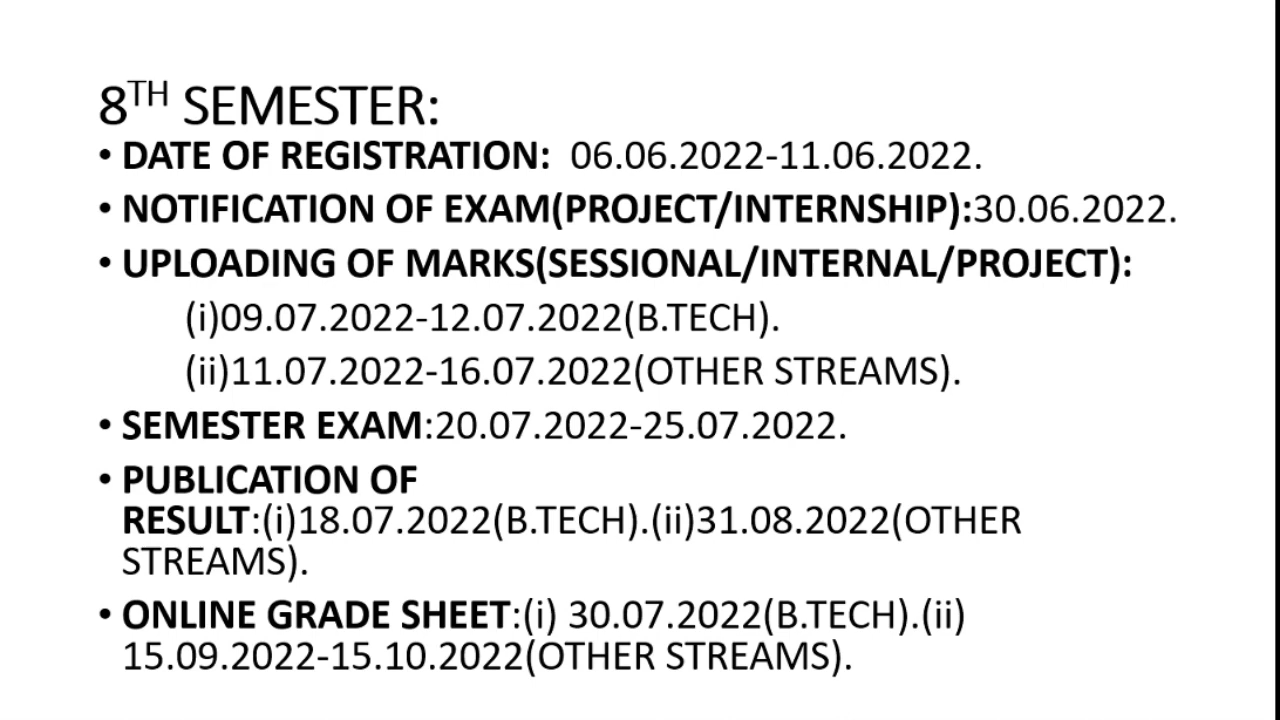 8TH SEMESTER:
• DATE OF REGISTRATION: 06.06.2022-11.06.2022.
• NOTIFICATION OF EXAM(PROJECT/INTERNSHIP):30.06.2022.
• UPLOADING OF MARKS(SESSIONAL/INTERNAL/PROJECT):
(i)09.07.2022-12.07.2022(B.TECH).
(ii)11.07.2022-16.07.2022(OTHER STREAMS).
• SEMESTER EXAM:20.07.2022-25.07.2022.
• PUBLICATION OF
RESULT:(i)18.07.2022(B.TECH).(ii)31.08.2022(OTHER
STREAMS).
• ONLINE GRADE SHEET:(i) 30.07.2022(B.TECH).(ii)
15.09.2022-15.10.2022(OTHER STREAMS).